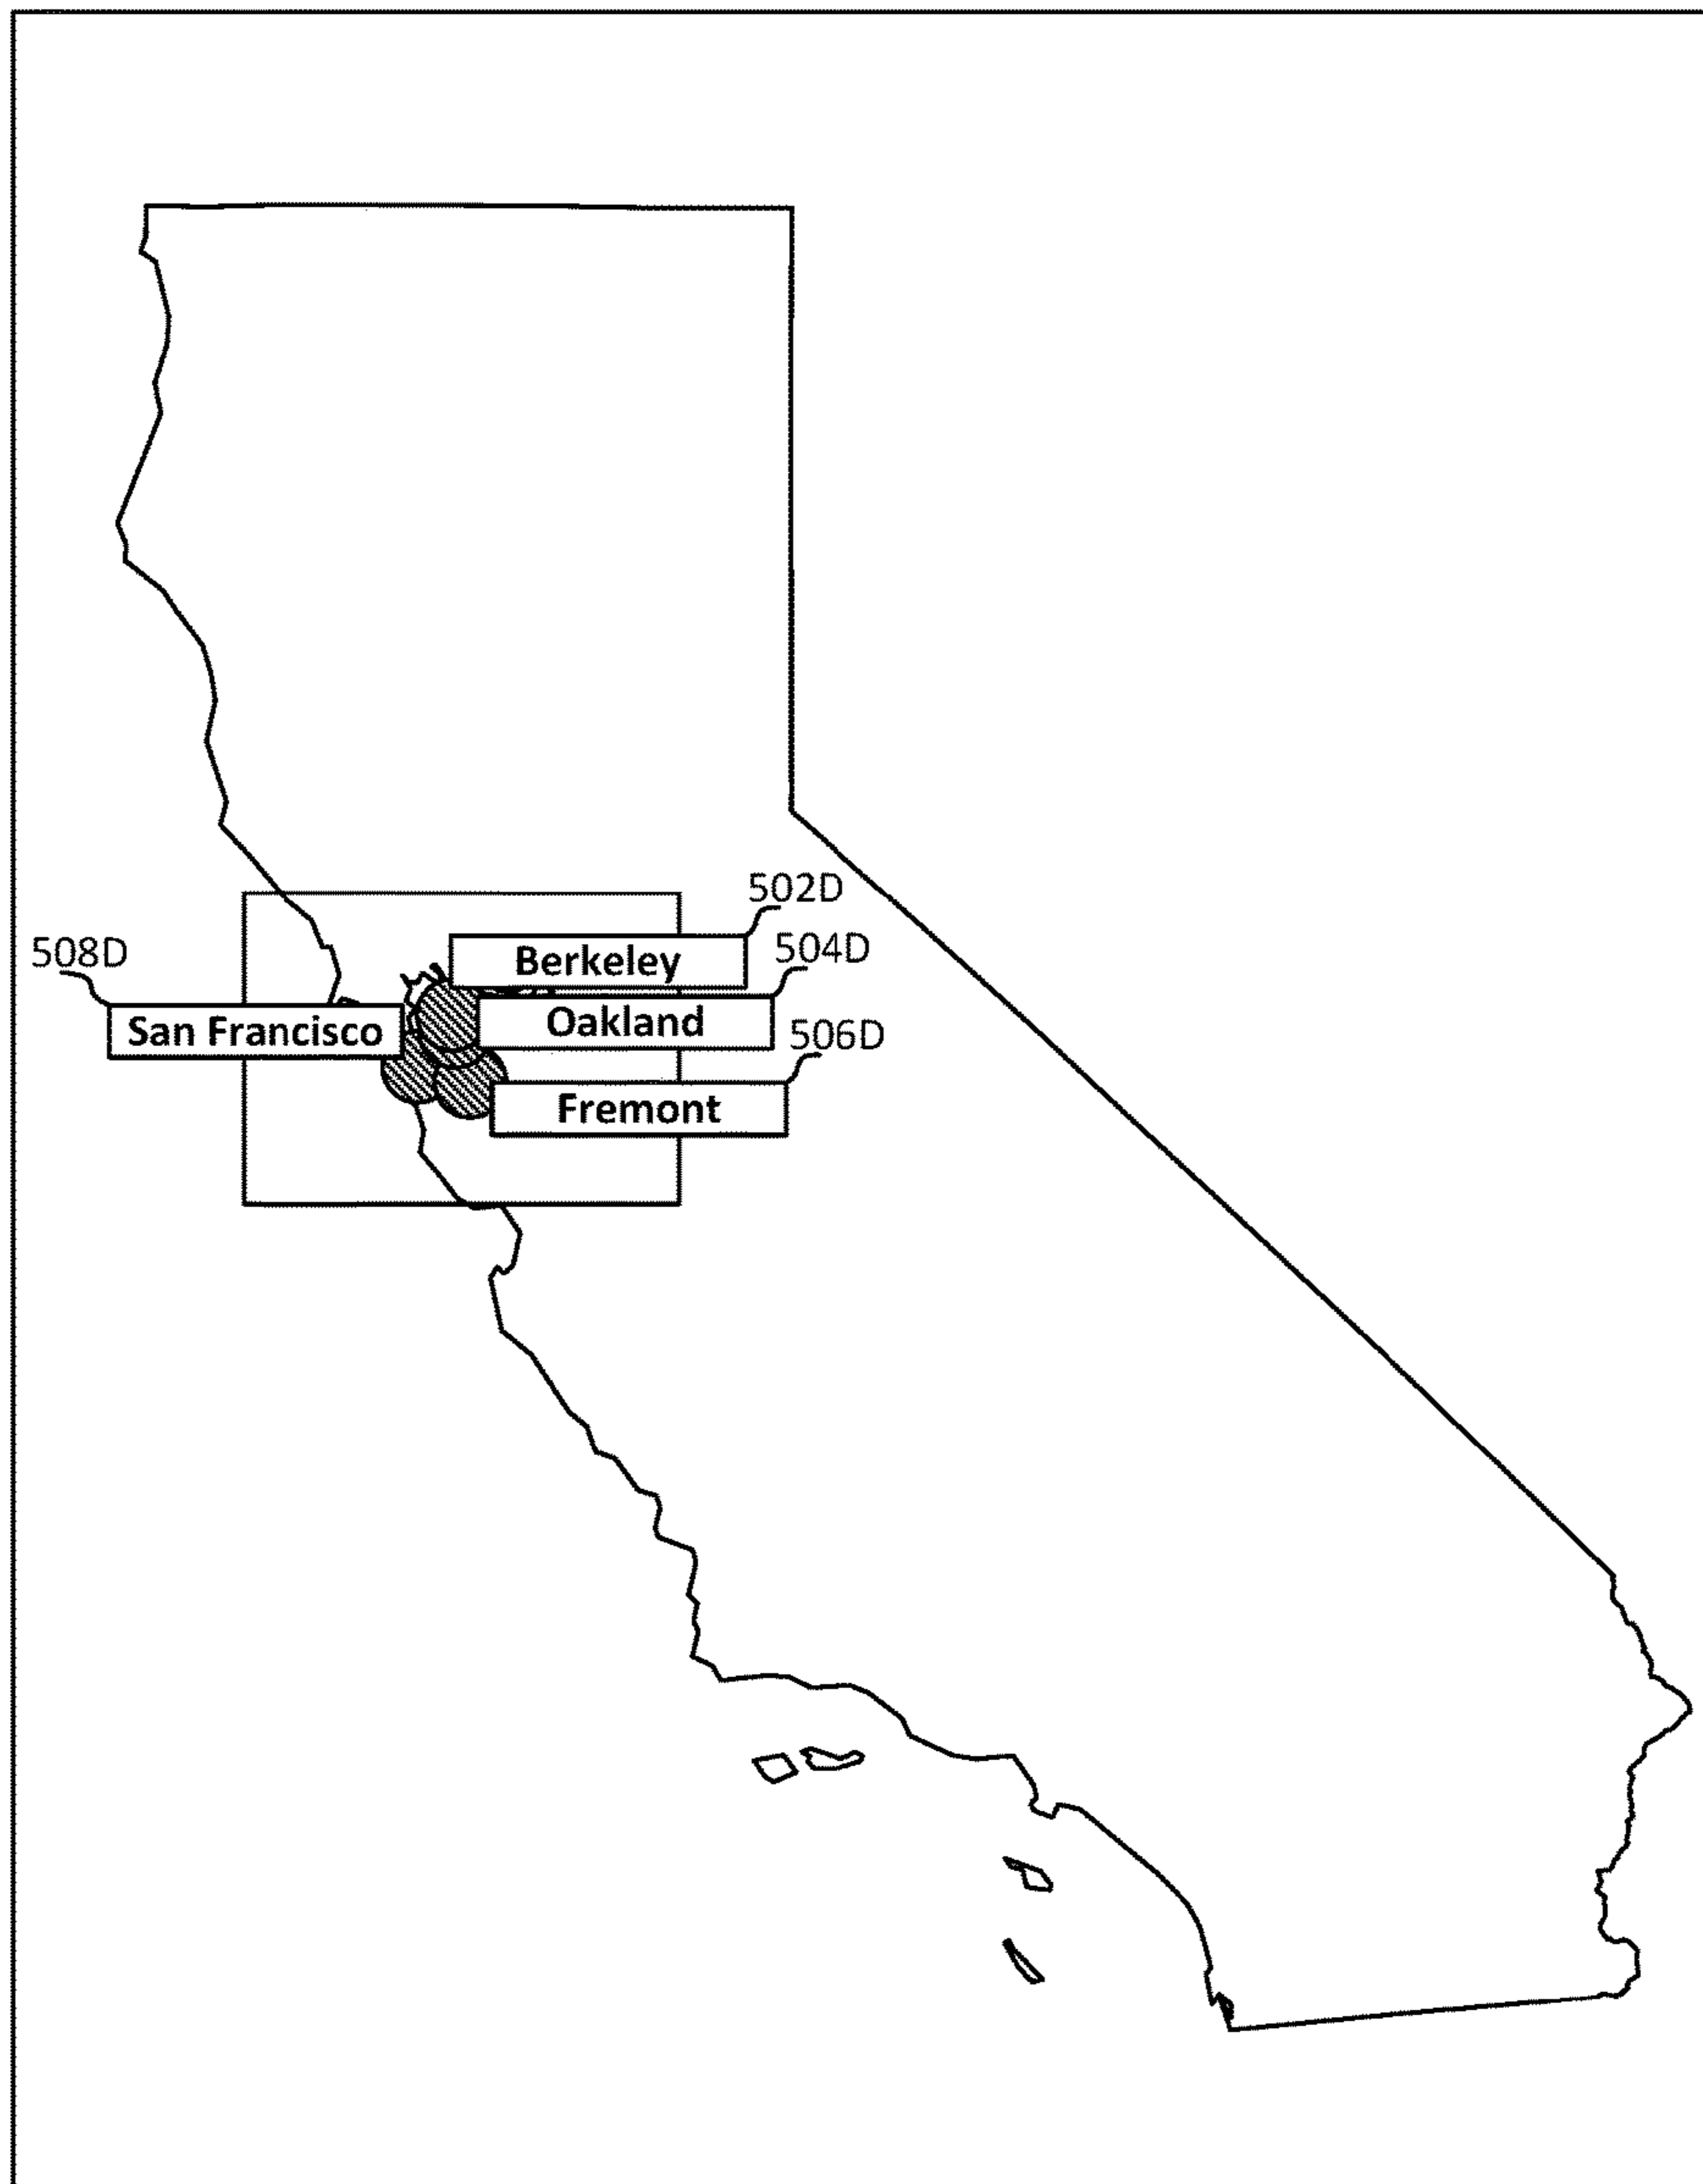 502D
Berkeley
504D
508D
Oakland
San Francisco
506D
Fremont